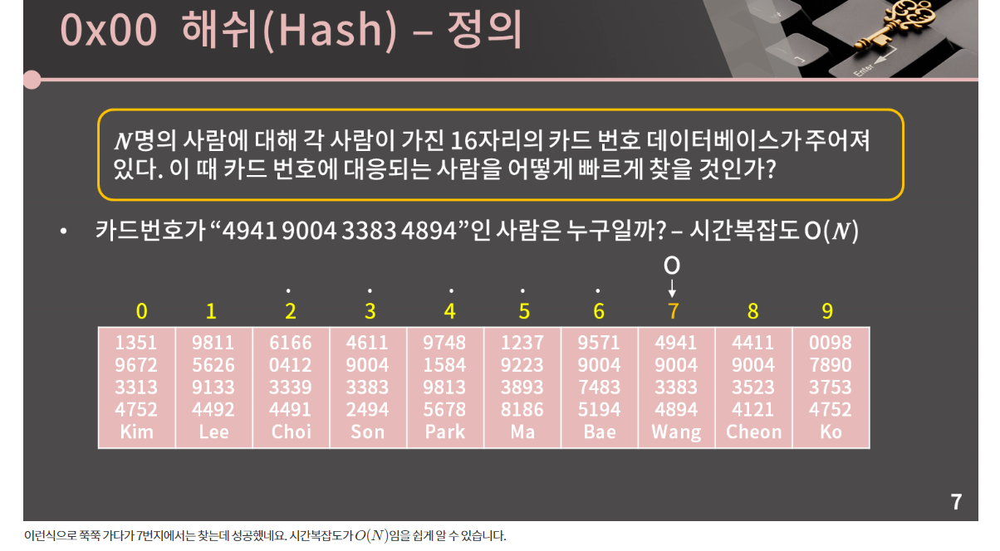 0x00 해쉬(Hash) – 정의
Enter
N명의 사람에 대해 각 사람이 가진 16자리의 카드 번호 데이터베이스가 주어져
있다. 이 때 카드 번호에 대응되는 사람을 어떻게 빠르게 찾을 것인가?
• 카드번호가 “4941 9004 3383 4894”인 사람은 누구일까? – 시간복잡도 O(N)
O
. . . . .
0 1 2 3 4 5 6 7 8 9
1351 9811 6166 4611 9748 1237 9571 4941 4411 0098
9672 5626 0412 9004 1584 9223 9004 9004 9004 7890
3313 9133 3339 3383 9813 3893 7483 3383 3523 3753
4752 4492 4491 2494 5678 8186 5194 4894 4121 4752
Kim Lee Choi Son Park Ma Bae Wang Cheon Ko
7
이런식으로 쭉쭉 가다가 7번지에서는 찾는데 성공했네요. 시간복잡도가 O(N)임을 쉽게 알 수 있습니다.